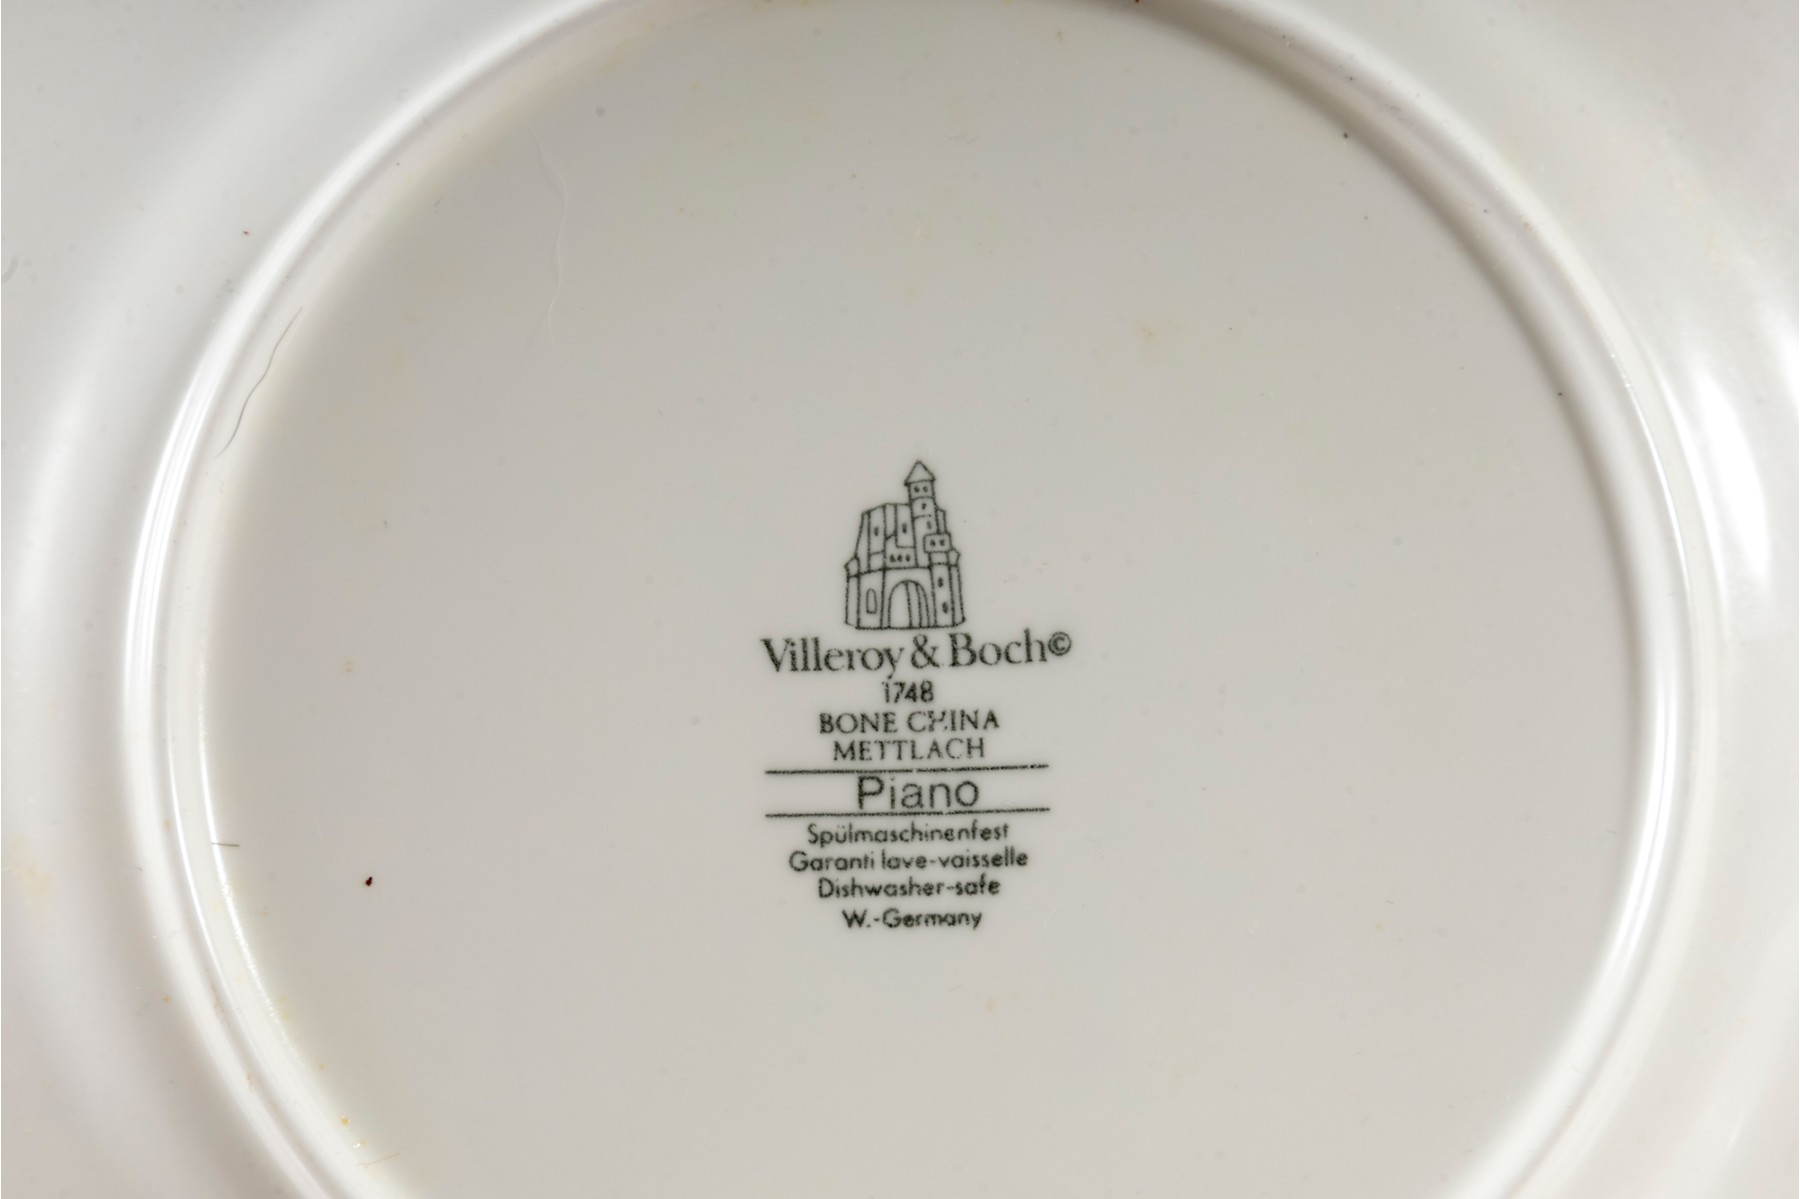 Villeroy & Boch©
1748
BONE CHINA
METTLACH
Piano
Spülmaschinenfest
Garanti lave-vaisselle
Dishwasher-safe
W.-Germany